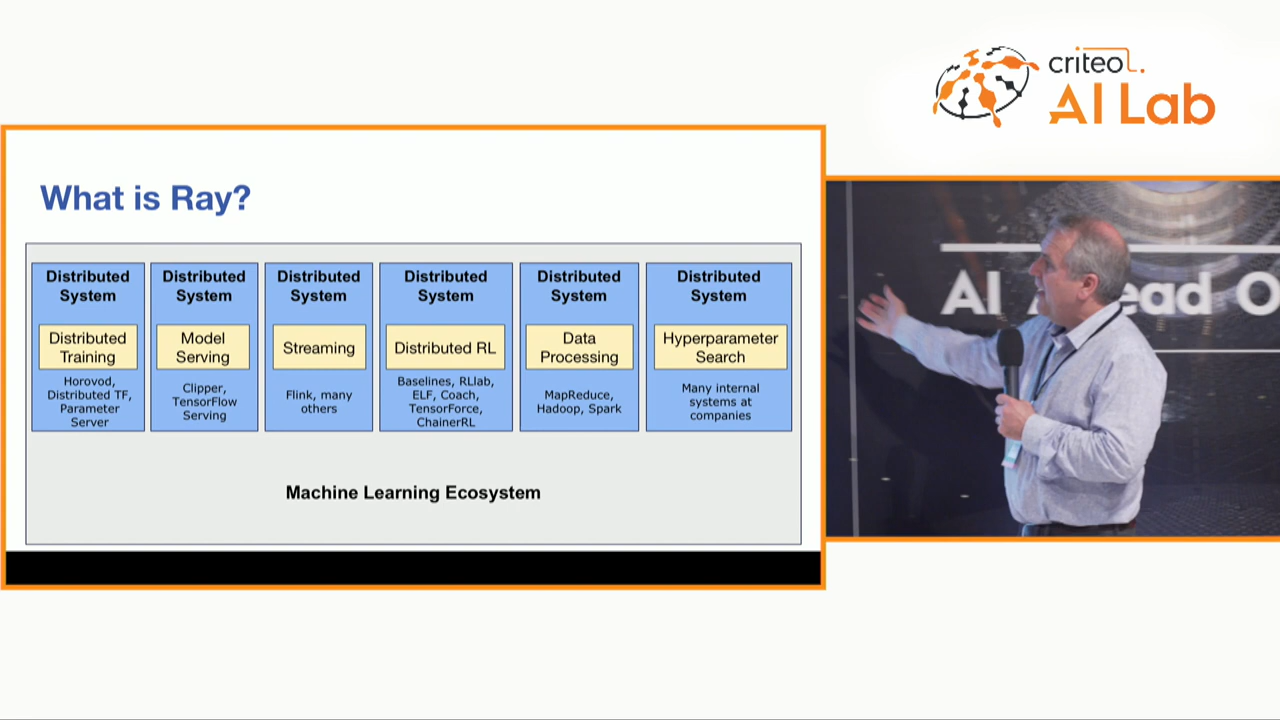 criteo
AI Lab
What is Ray?
Distributed
System
Distributed
Training
Horovod,
Distributed TF,
Parameter
Server
Distributed
System
Model
Serving
Clipper,
TensorFlow
Serving
Distributed
System
Streaming
Flink, many
others
Distributed
System
Distributed RL
Baselines, RLlab,
ELF, Coach,
TensorForce,
ChainerRL
Distributed
System
Data
Processing
MapReduce,
Hadoop, Spark
Distributed
System
Hyperparameter
Search
Many internal
systems at
companies
Machine Learning Ecosystem
AI